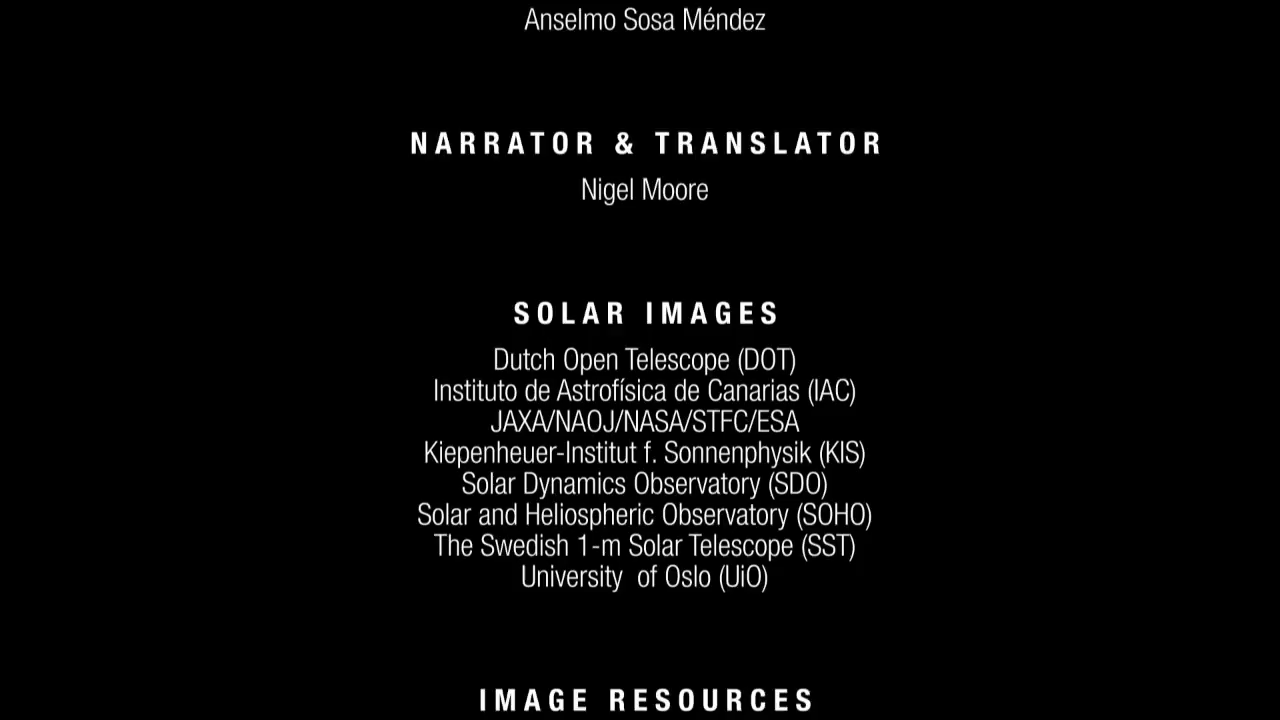 Anselmo Sosa Méndez
NARRATOR & TRANSLATOR
Nigel Moore
SOLAR IMAGES
Dutch Open Telescope (DOT)
Instituto de Astrofísica de Canarias (IAC)
JAXA/NAOJ/NASA/STFC/ESA
Kiepenheuer-Institut f. Sonnenphysik (KIS)
Solar Dynamics Observatory (SDO)
Solar and Heliospheric Observatory (SOHO)
The Swedish 1-m Solar Telescope (SST)
University  of Oslo (UiO)
IMAGE RESOURCES